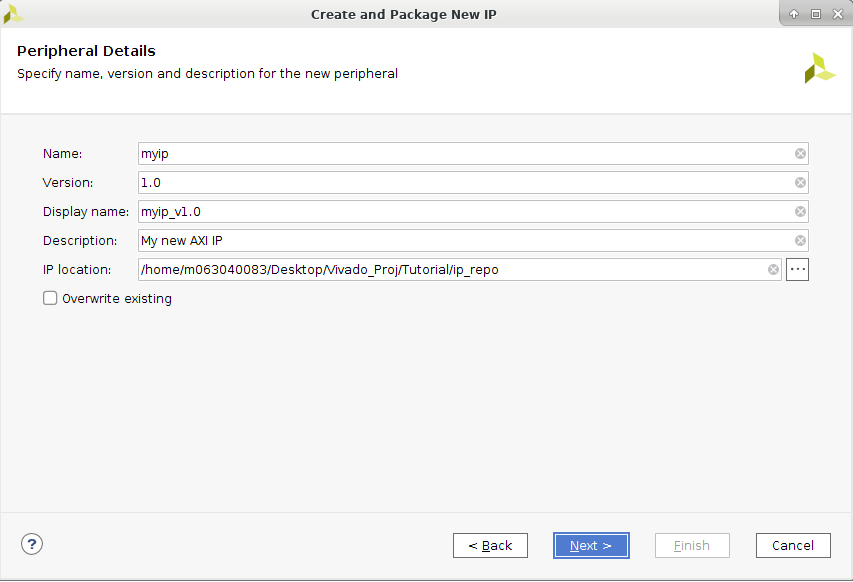 Create and Package New IP
Peripheral Details
Specify name, version and description for the new peripheral
Name: myip
Version: 1.0
Display name: myip_v1.0
Description: My new AXI IP
IP location: /home/m063040083/Desktop/Vivado_Proj/Tutorial/ip_repo ...
Overwrite existing
? < Back Next > Finish Cancel